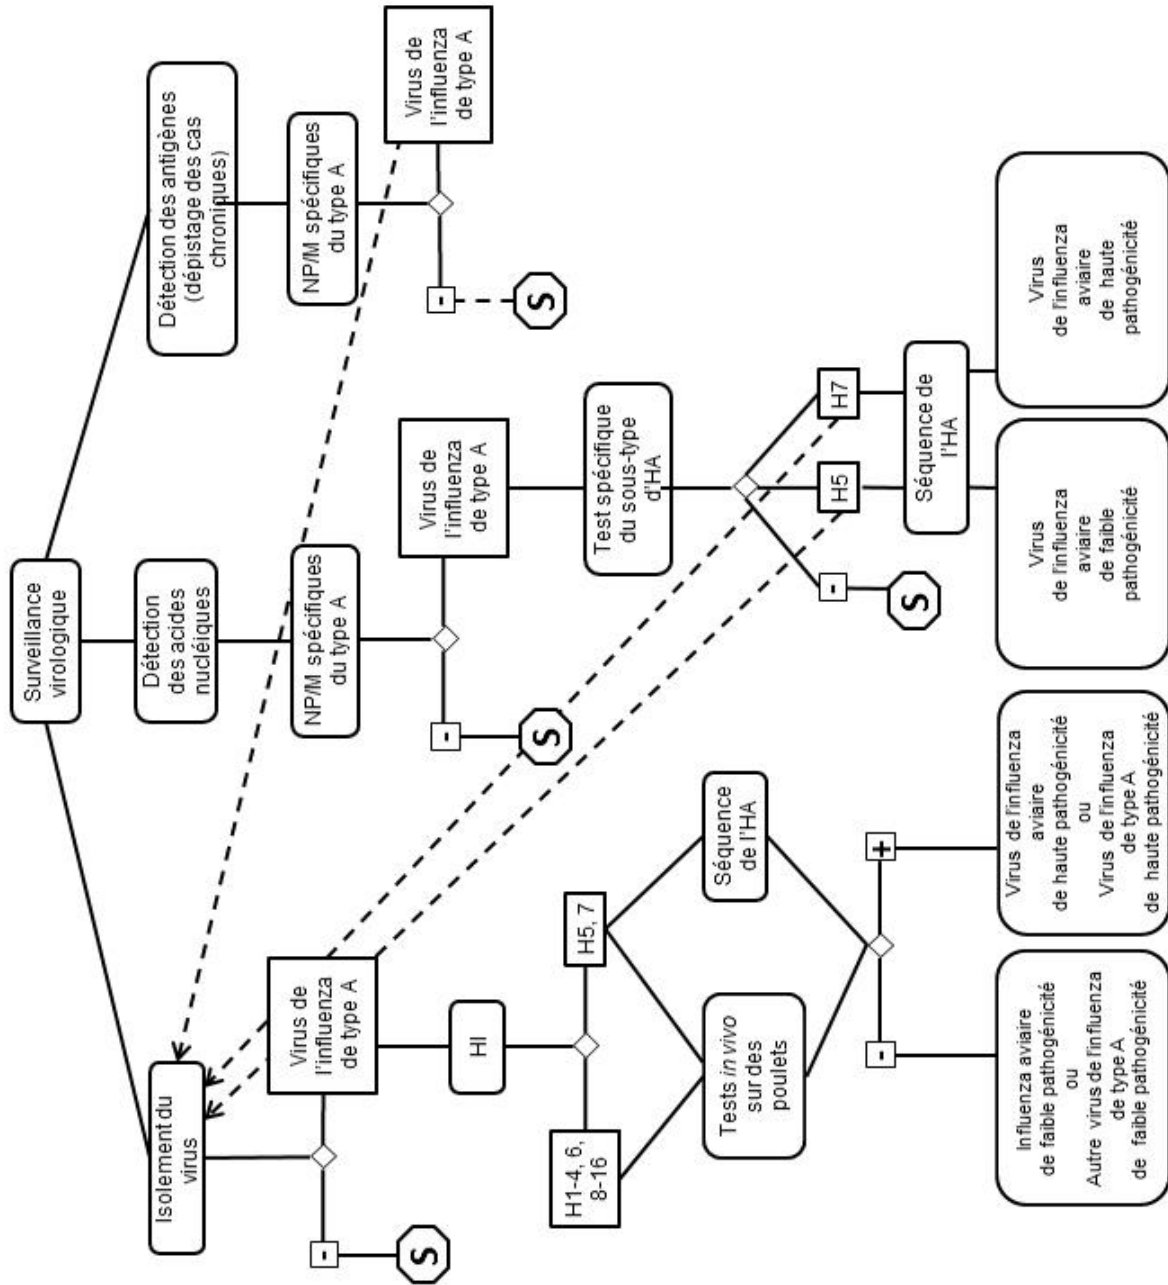 Surveillance
virologique
Isolement du
virus
Détection
des acides
nucléiques
Détection des antigènes
(dépistage des cas
chroniques)
NP/M spécifiques
du type A
NP/M spécifiques
du type A
-
S
Virus de
l'influenza
de type A
-
S
Virus de
l'influenza
de type A
-
S
Virus de
l'influenza
de type A
HI
Test spécifique
du sous-type
d'HA
H1-4, 6,
8-16
H5, 7
-
S
H5
H7
Tests in vivo
sur des
poulets
Séquence
de l'HA
Séquence de
l'HA
-
+
Influenza aviaire
de faible pathogénicité
ou
Autre virus de l'influenza
de type A
de faible pathogénicité
Virus de l'influenza
aviaire
de haute pathogénicité
ou
Virus de l'influenza
de type A
de haute pathogénicité
Virus
de l'influenza
aviaire
de faible
pathogénicité
Virus
de l'influenza
aviaire
de haute
pathogénicité